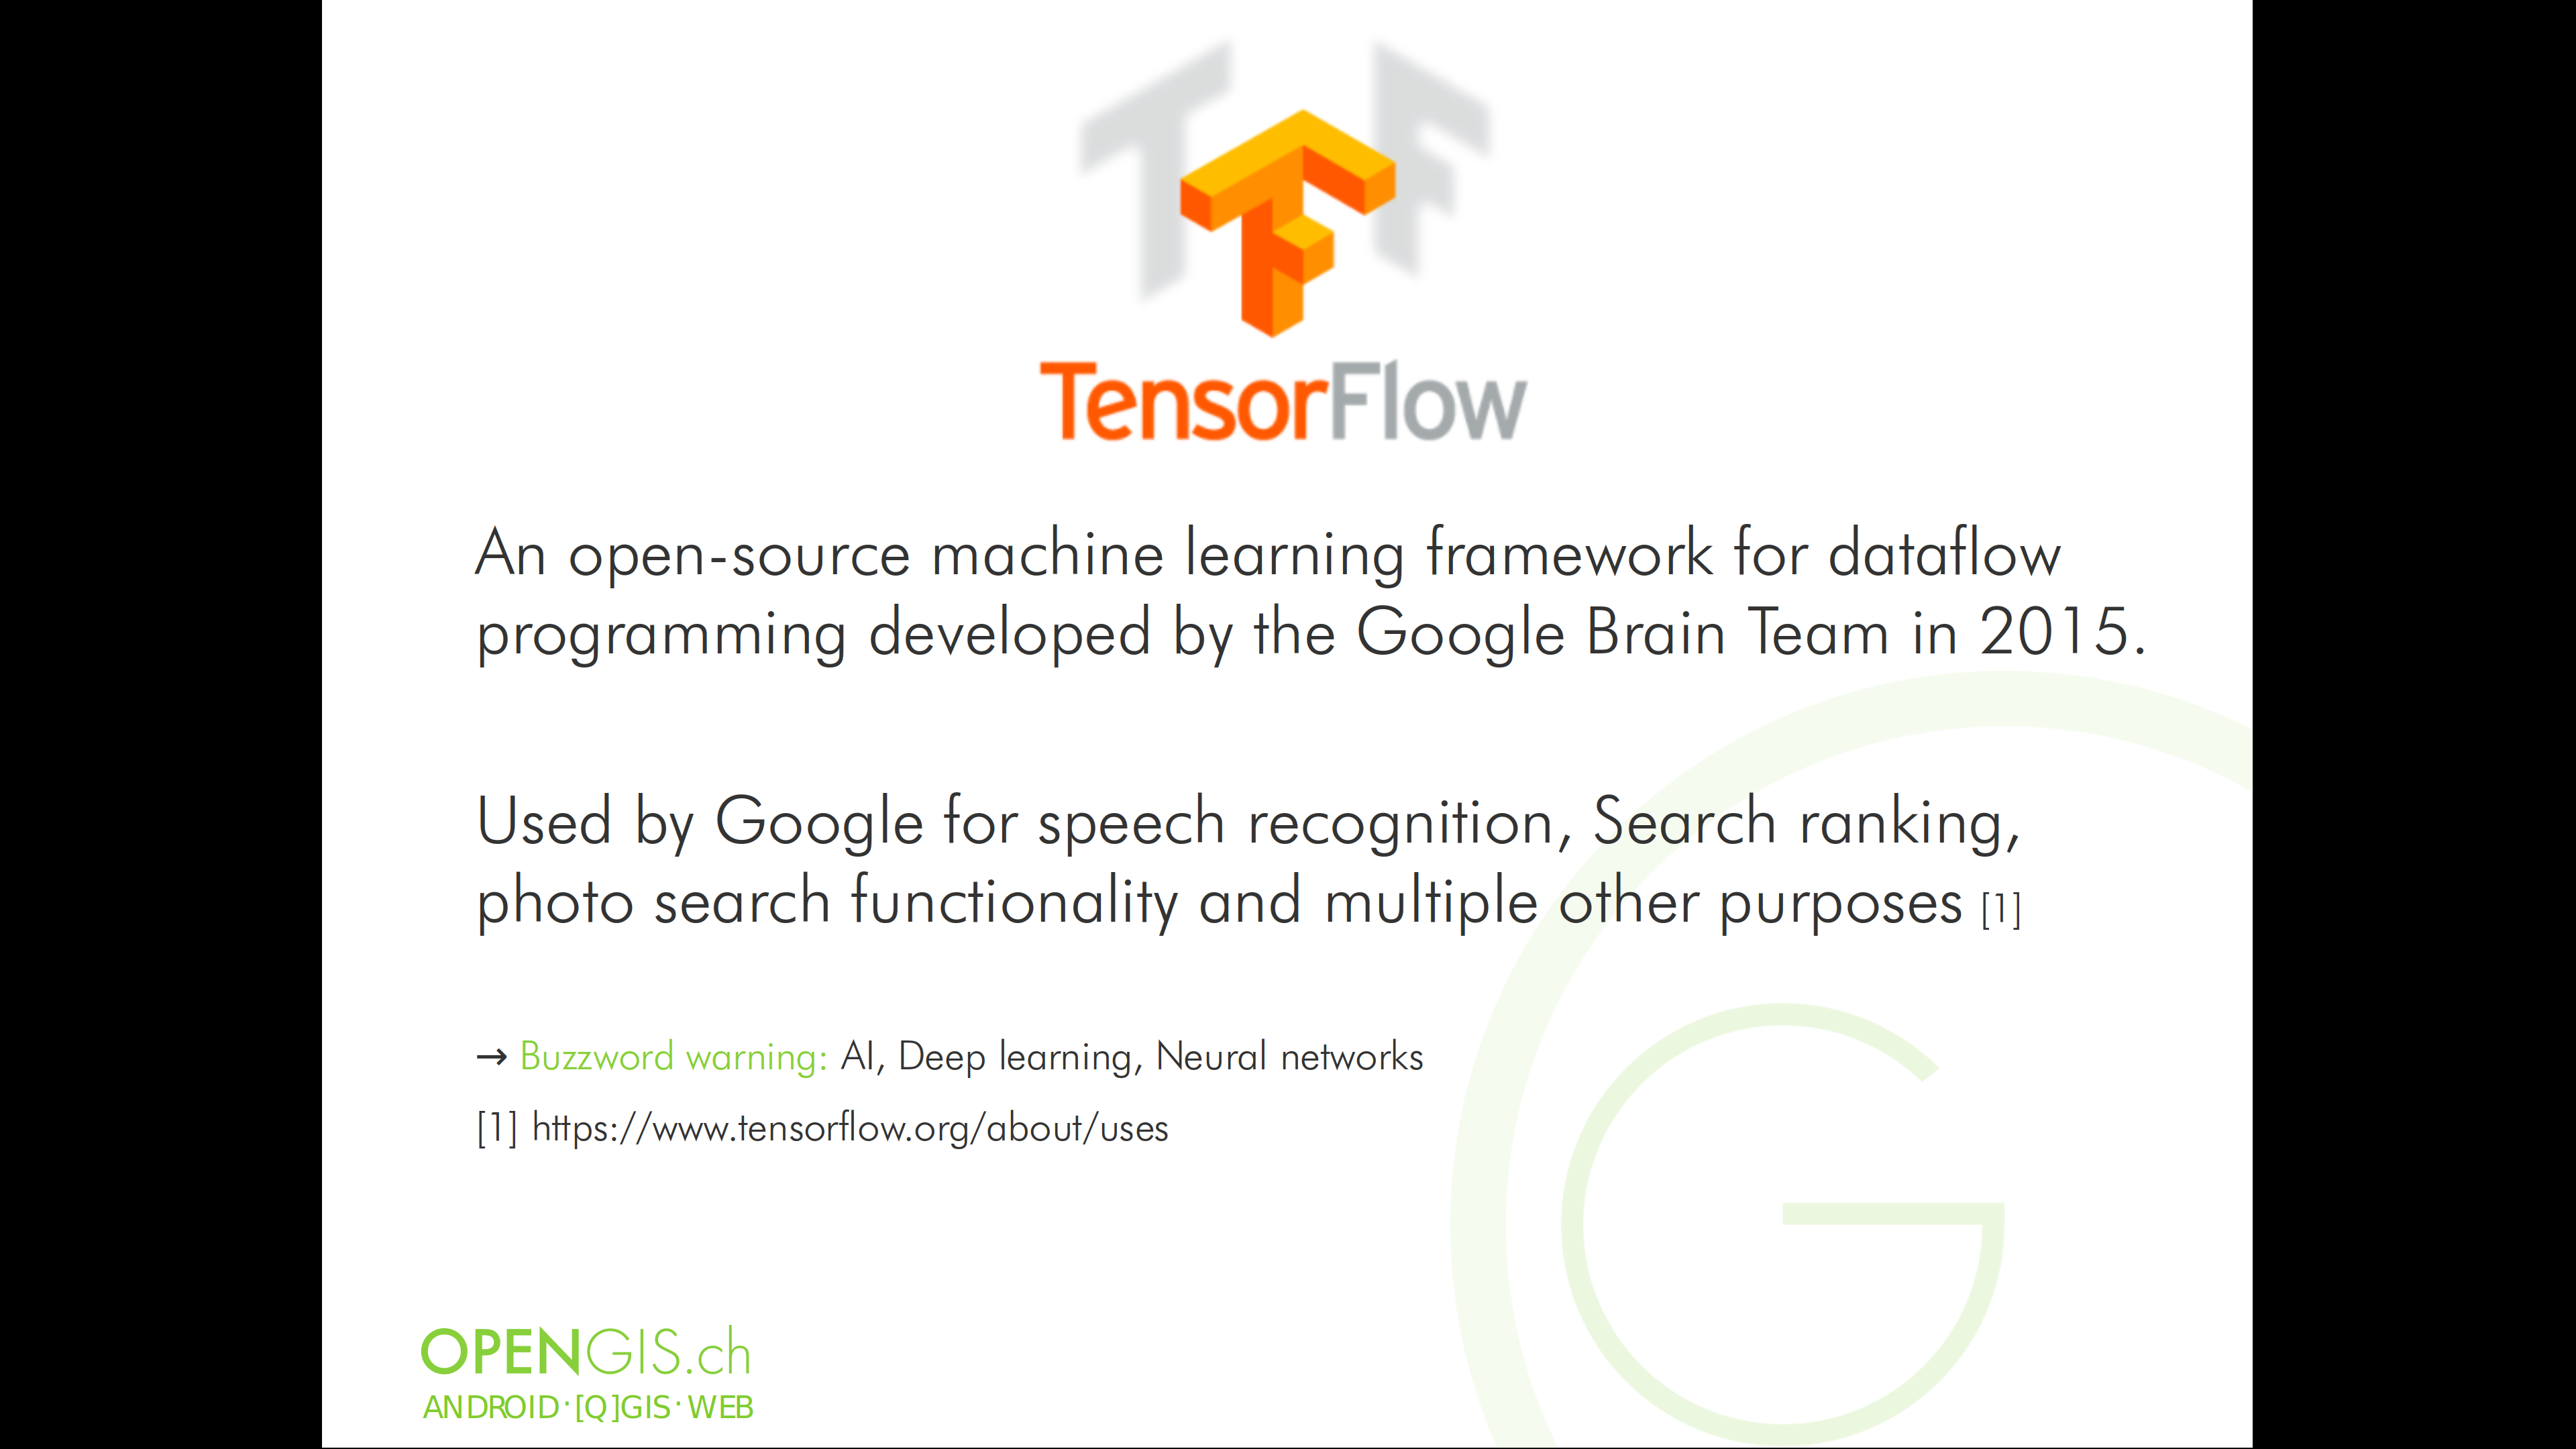 TensorFlow
An open-source machine learning framework for dataflow
programming developed by the Google Brain Team in 2015.
Used by Google for speech recognition, Search ranking,
photo search functionality and multiple other purposes [1]
→ Buzzword warning: AI, Deep learning, Neural networks
[1] https://www.tensorflow.org/about/uses
OPENGIS.ch
ANDROID·[Q]GIS·WEB